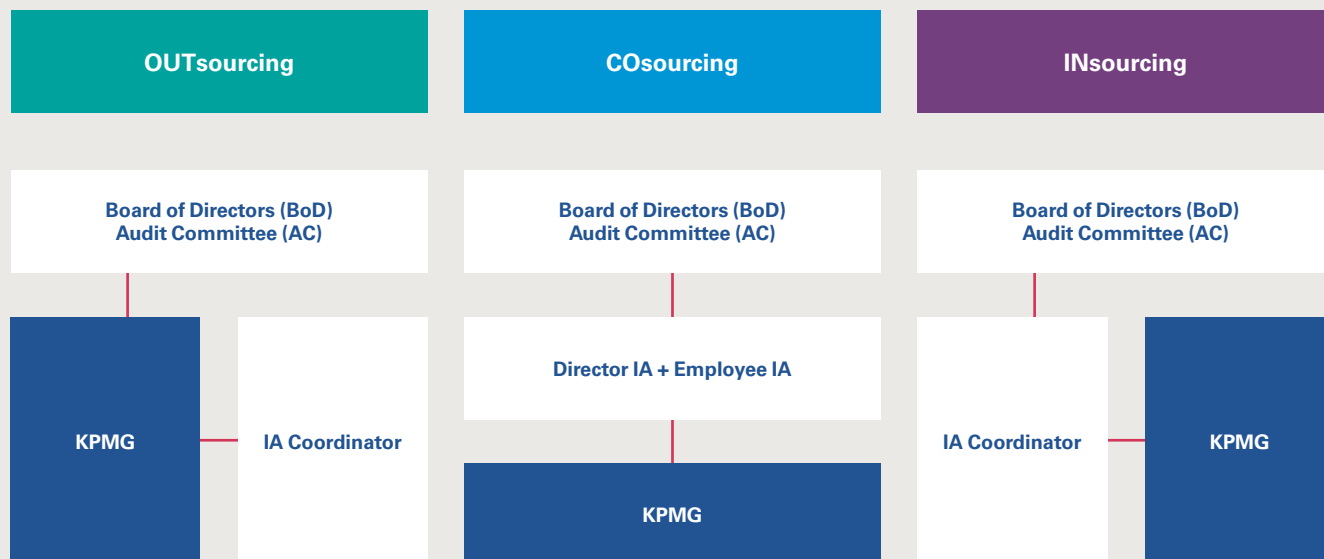 OUTsourcing
COsourcing
INsourcing
Board of Directors (BoD)
Audit Committee (AC)
Board of Directors (BoD)
Audit Committee (AC)
Board of Directors (BoD)
Audit Committee (AC)
KPMG
IA Coordinator
Director IA + Employee IA
KPMG
IA Coordinator
KPMG